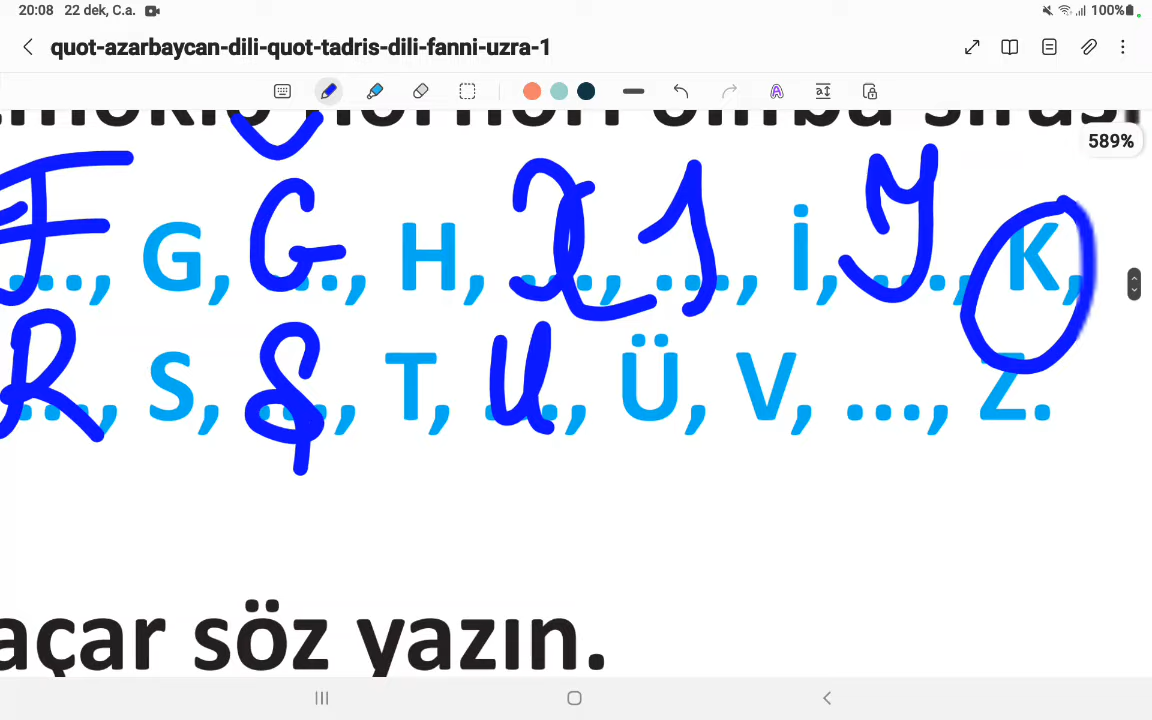 20:08 22 dek, C.a. 100%
quot-azarbaycan-dili-quot-tadris-dili-fanni-uzra-1
589%
F, G, Ğ, H, X, I, İ, J, K,
R, S, Ş, T, U, Ü, V, ..., Z.
açar söz yazın.